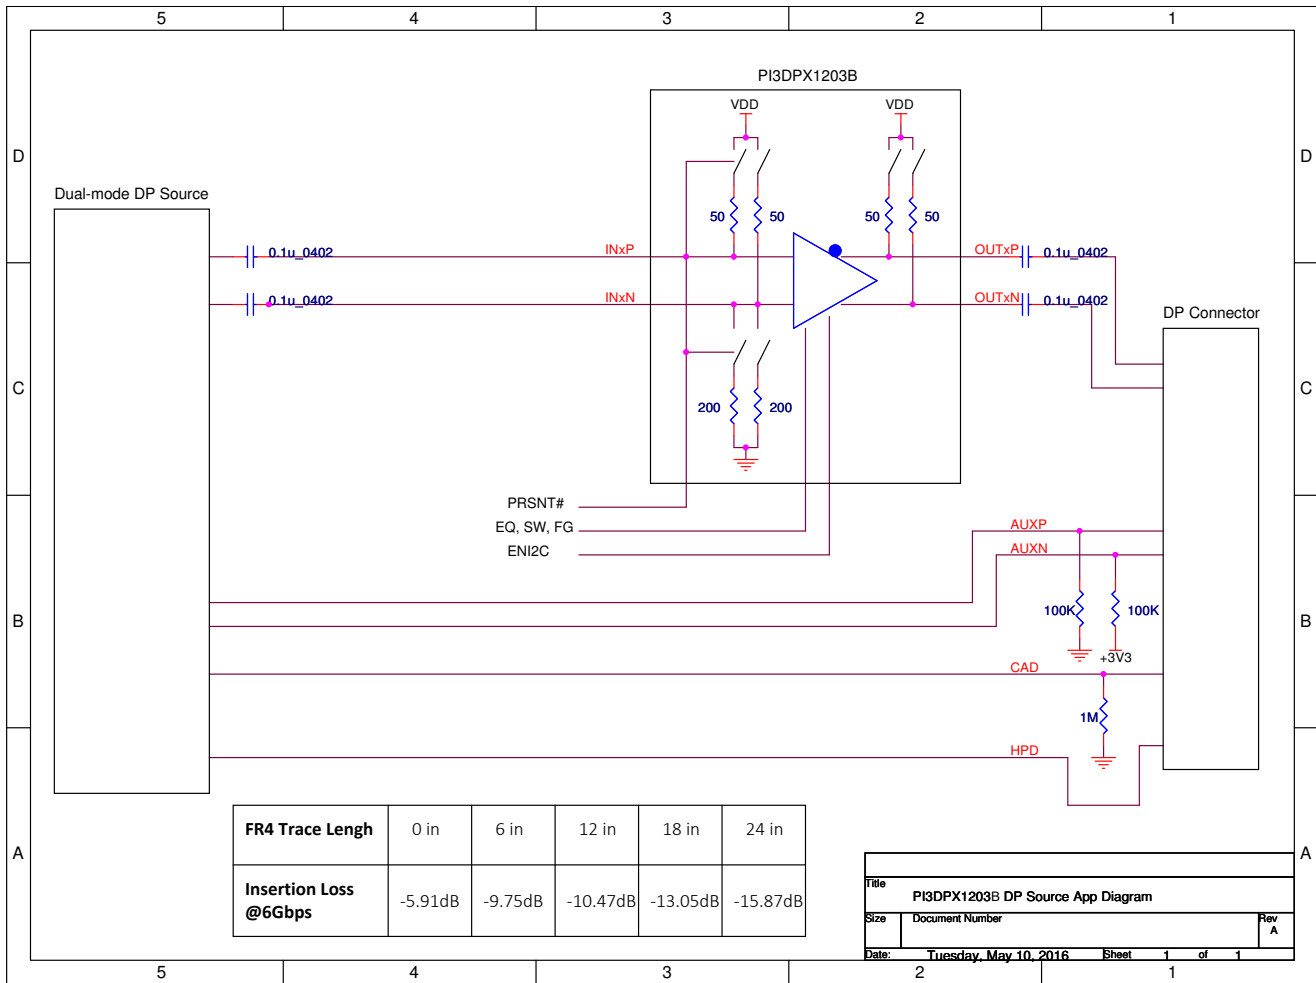 5 4 3 2 1
PI3DPX1203B
VDD VDD
D D
Dual-mode DP Source
50 50 50 50
0.1u_0402 INxP OUTxP 0.1u_0402
0.1u_0402 INxN OUTxN 0.1u_0402
DP Connector
C C
200 200
PRSNT#
EQ, SW, FG
ENI2C
AUXP
AUXN
100K 100K
B B
+3V3
CAD
1M
HPD
FR4 Trace Lengh 0 in 6 in 12 in 18 in 24 in
Insertion Loss
@6Gbps -5.91dB -9.75dB -10.47dB -13.05dB -15.87dB
A A
Title
PI3DPX1203B DP Source App Diagram
Size Document Number Rev
A
Date: Tuesday, May 10, 2016 Sheet 1 of 1
5 4 3 2 1